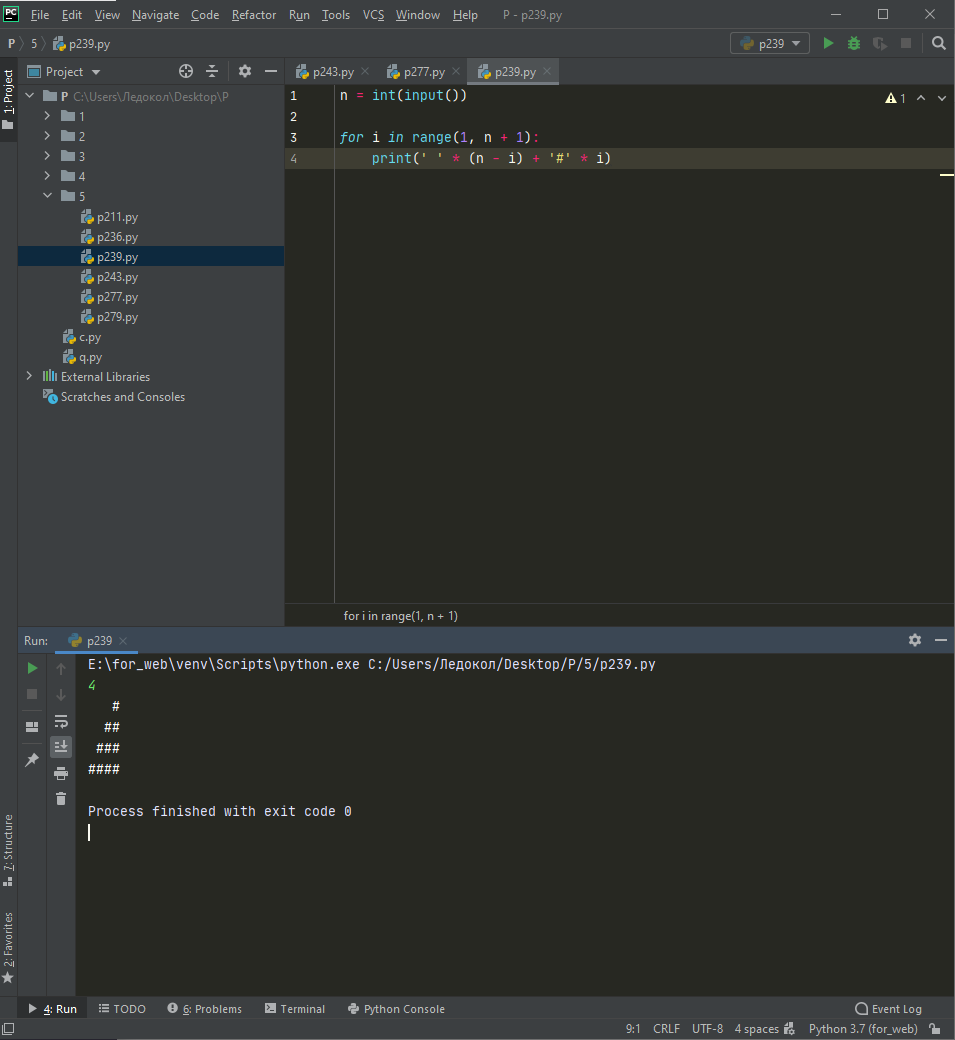 PC File Edit View Navigate Code Refactor Run Tools VCS Window Help P - p239.py
P 5 p239.py p239
1: Project
Project
P C:\Users\Ледокол\Desktop\P
1
2
3
4
5
p211.py
p236.py
p239.py
p243.py
p277.py
p279.py
c.py
q.py
External Libraries
Scratches and Consoles
p243.py p277.py p239.py
1 n = int(input())
2
3 for i in range(1, n + 1):
4     print(' ' * (n - i) + '#' * i)
1
for i in range(1, n + 1)
Run: p239
E:\for_web\venv\Scripts\python.exe C:/Users/Ледокол/Desktop/P/5/p239.py
4
   #
  ##
 ###
####
Process finished with exit code 0
7: Structure
2: Favorites
4: Run TODO 6: Problems Terminal Python Console Event Log
9:1 CRLF UTF-8 4 spaces Python 3.7 (for_web)